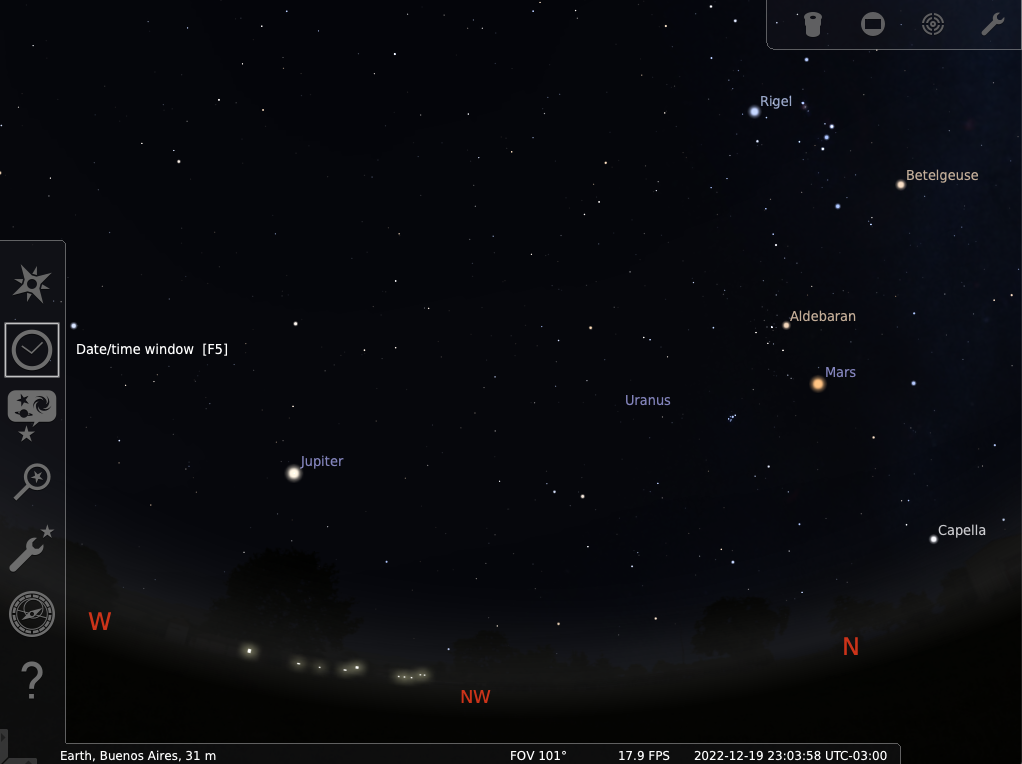 Rigel
Betelgeuse
Aldebaran
Date/time window [F5]
Mars
Uranus
Jupiter
Capella
W
N
NW
Earth, Buenos Aires, 31 m FOV 101° 17.9 FPS 2022-12-19 23:03:58 UTC-03:00